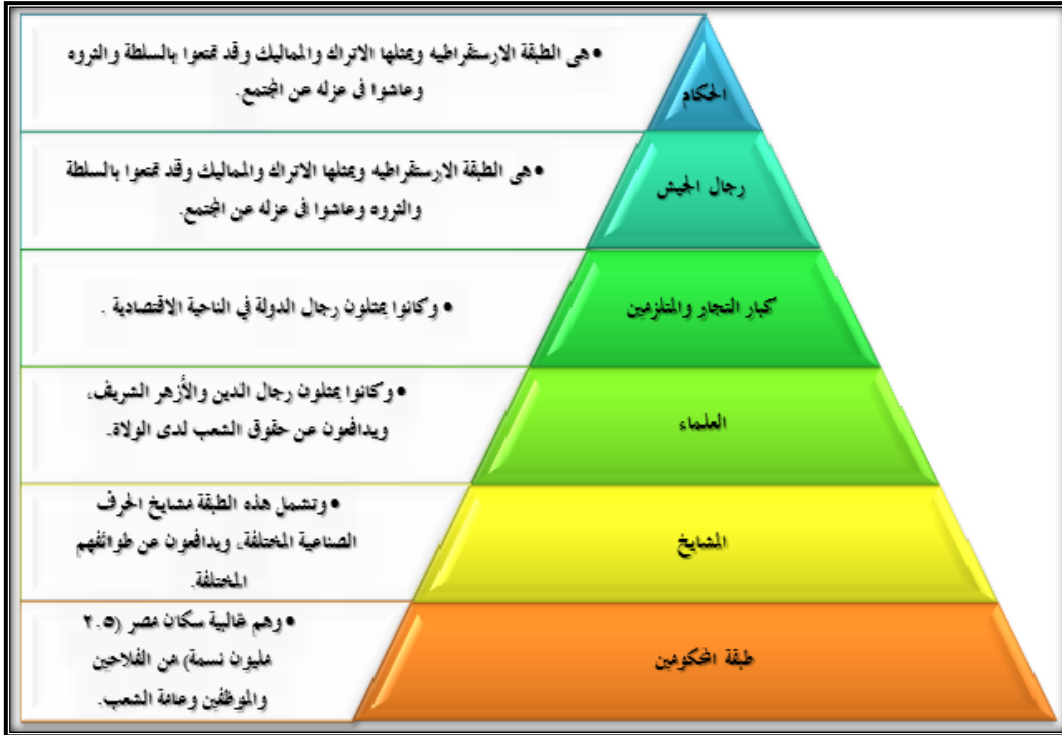 الحكام
• هى الطبقة الارستقراطيه ويمثلها الاتراك والمماليك وقد تمتعوا بالسلطة والثروه
وعاشوا فى عزله عن المجتمع.
رجال الجيش
• هى الطبقة الارستقراطيه ويمثلها الاتراك والمماليك وقد تمتعوا بالسلطة
والثروه وعاشوا فى عزله عن المجتمع.
كبار التجار والمتلزمين
• وكانوا يمثلون رجال الدولة في الناحية الاقتصادية .
العلماء
• وكانوا يمثلون رجال الدين والأزهر الشريف،
ويدافعون عن حقوق الشعب لدى الولاة.
المشايخ
• وتشمل هذه الطبقة مشايخ الحرف
الصناعية المختلفة، ويدافعون عن طوائفهم
المختلفة.
طبقة المحكومين
• وهم غالبية سكان مصر (٢.٥
مليون نسمة) من الفلاحين
والموظفين وعامة الشعب.